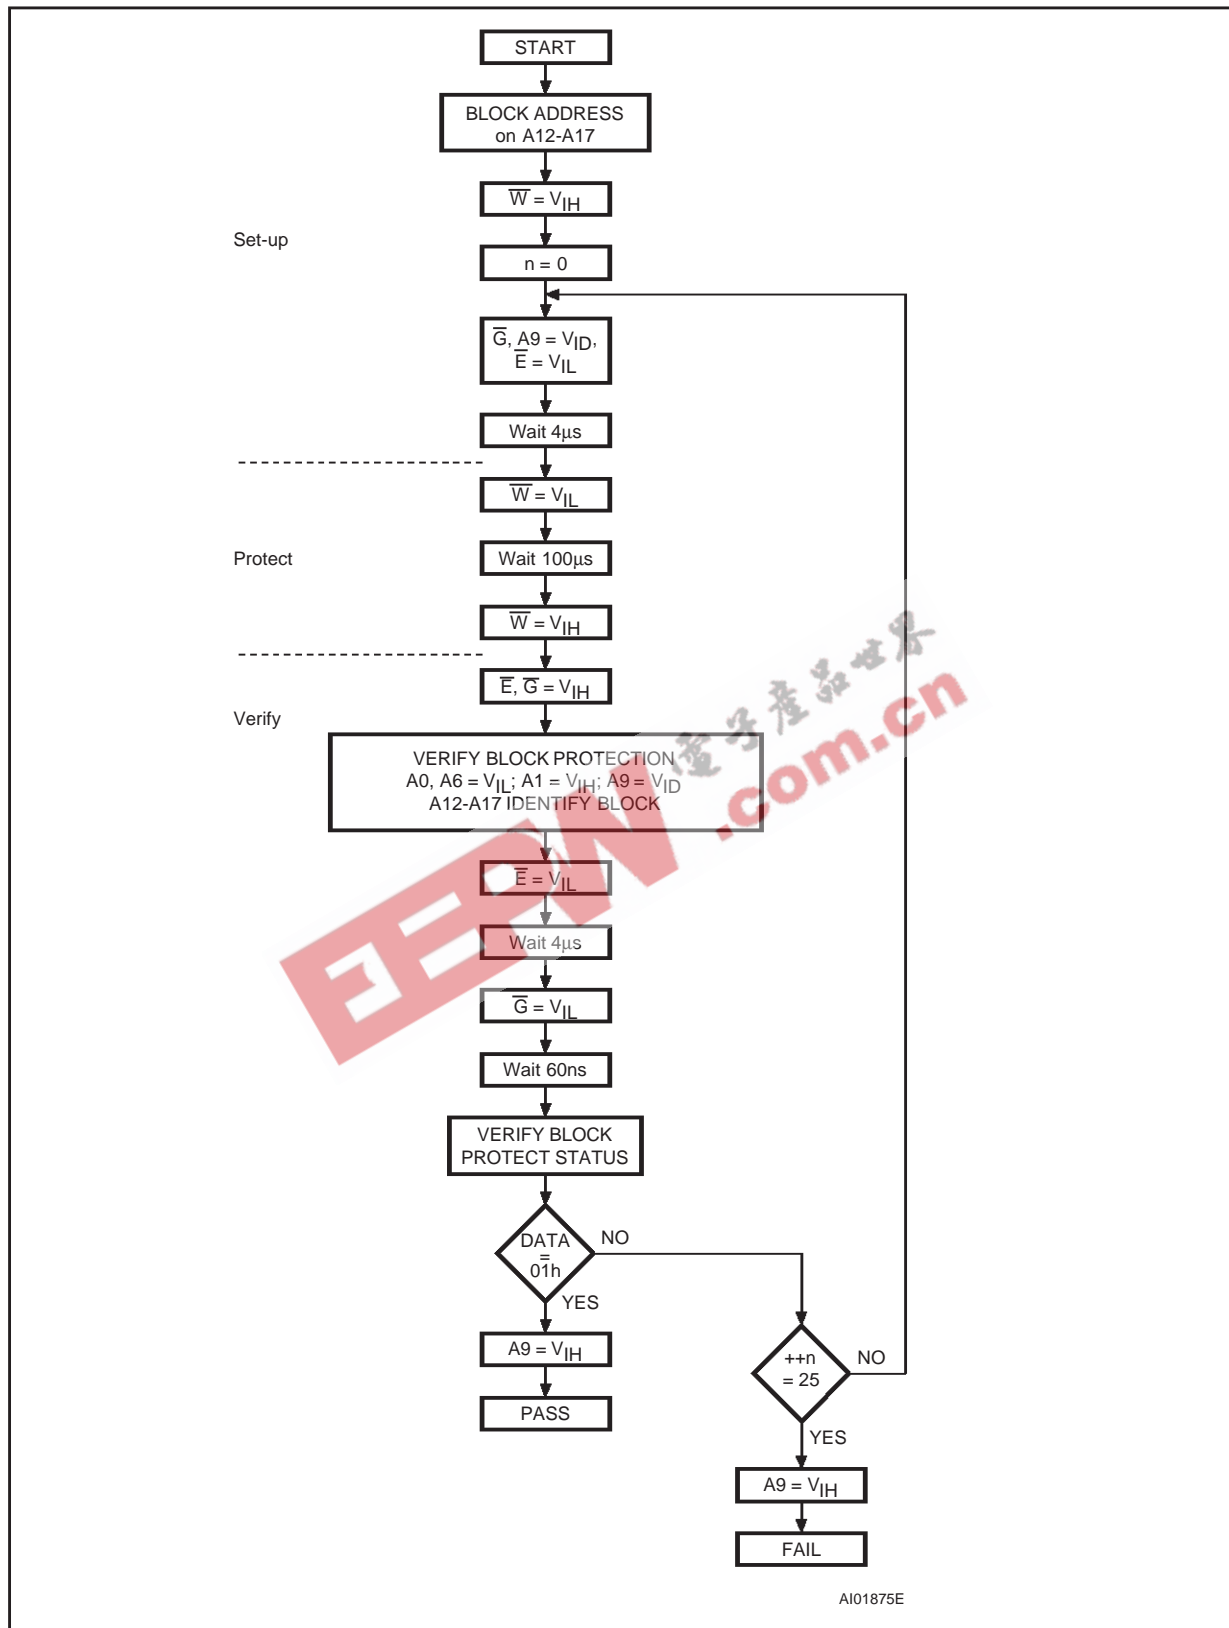 START
BLOCK ADDRESS
on A12-A17
W̅ = VIH
Set-up
n = 0
G̅, A9 = VID,
E̅ = VIL
Wait 4µs
W̅ = VIL
Protect
Wait 100µs
W̅ = VIH
E̅, G̅ = VIH
Verify
VERIFY BLOCK PROTECTION
A0, A6 = VIL; A1 = VIH; A9 = VID
A12-A17 IDENTIFY BLOCK
E̅ = VIL
Wait 4µs
G̅ = VIL
Wait 60ns
VERIFY BLOCK
PROTECT STATUS
DATA
=
01h
NO
YES
A9 = VIH
PASS
++n
= 25
NO
YES
A9 = VIH
FAIL
AI01875E
EEPW.com.cn
電子產品世界